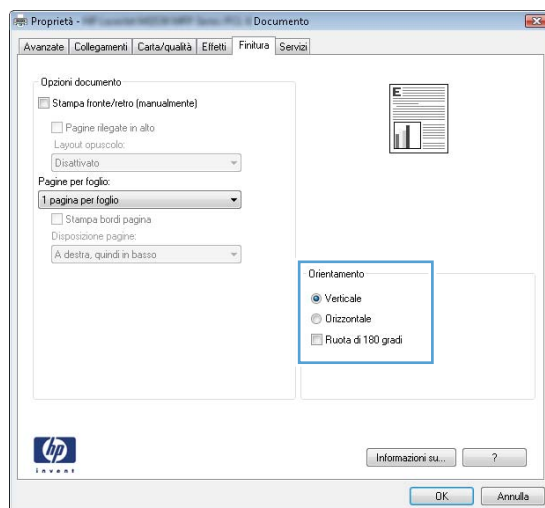 Proprietà - Documento
Avanzate Collegamenti Carta/qualità Effetti Finitura Servizi
Opzioni documento
Stampa fronte/retro (manualmente)
Pagine rilegate in alto
Layout opuscolo:
Disattivato
Pagine per foglio:
1 pagina per foglio
Stampa bordi pagina
Disposizione pagine:
A destra, quindi in basso
E
Orientamento
Verticale
Orizzontale
Ruota di 180 gradi
hp
invent
Informazioni su... ?
OK Annulla